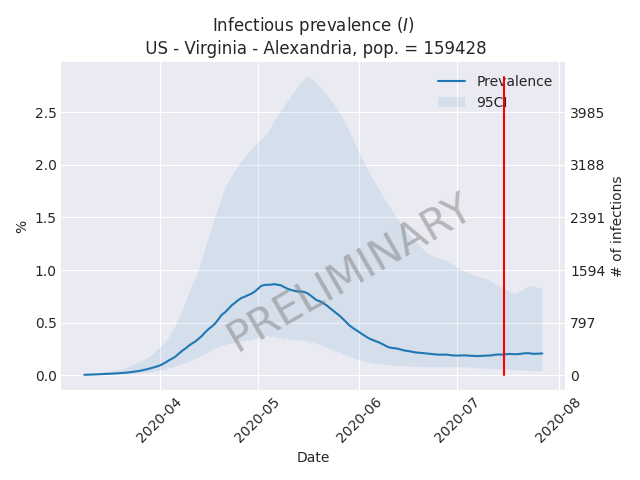 Infectious prevalence (I)
US - Virginia - Alexandria, pop. = 159428
Prevalence
95CI
2.5
2.0
1.5
1.0
0.5
0.0
%
3985
3188
2391
1594
797
0
# of infections
PRELIMINARY
2020-04
2020-05
2020-06
2020-07
2020-08
Date